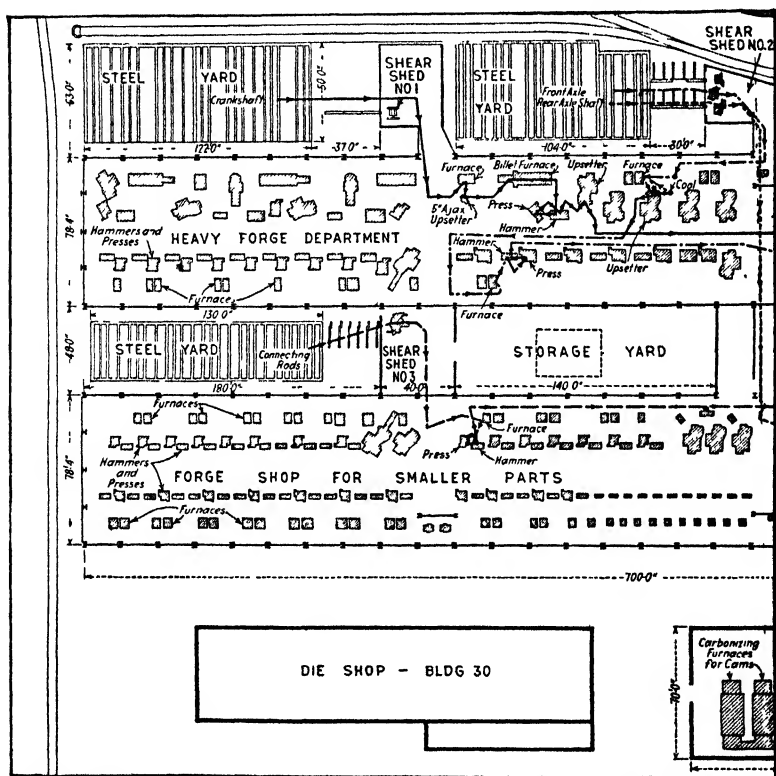 SHEAR
SHED NO.2
SHEAR
SHED
NO 1
STEEL YARD
Crankshaft
STEEL
YARD
Front Axle
Rear Axle Shaft
63'-0"
50'-0"
122'-0"
37'-0"
104'-0"
30'-0"
Furnace
Billet Furnace
Upsetter
Furnace
Coal
5" Ajax
Upsetter
Press
Hammer
Hammers and
Presses
HEAVY FORGE DEPARTMENT
78'-4"
Hammer
Press
Upsetter
Furnaces
Furnace
130'-0"
48'-0"
STEEL YARD
Connecting
Rods
SHEAR
SHED
NO3
STORAGE YARD
180'-0"
40'-0"
140'-0"
Furnaces
Furnace
Press
Hammer
Hammers
and
Presses
78'-4"
FORGE SHOP FOR SMALLER PARTS
Furnaces
700'-0"
DIE SHOP - BLDG 30
70'-0"
Carbonizing
Furnaces
for Cams